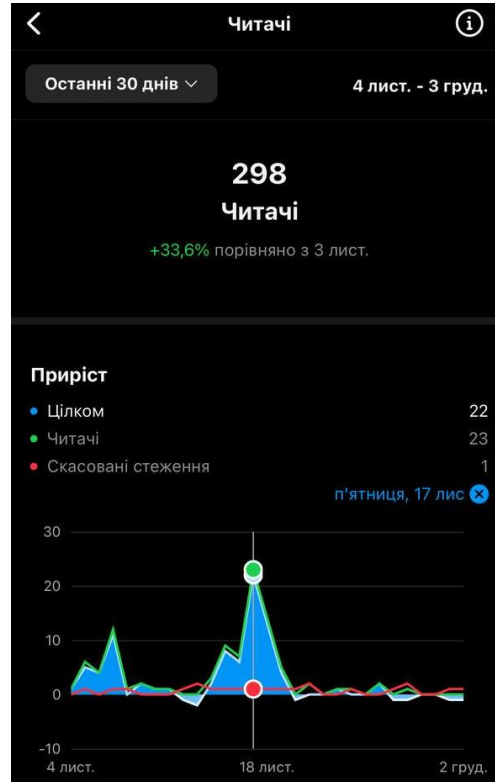 Читачі
Останні 30 днів
4 лист. - 3 груд.
298
Читачі
+33,6% порівняно з 3 лист.
Приріст
Цілком 22
Читачі 23
Скасовані стеження 1
п'ятниця, 17 лис
30
20
10
0
-10
4 лист. 18 лист. 2 груд.